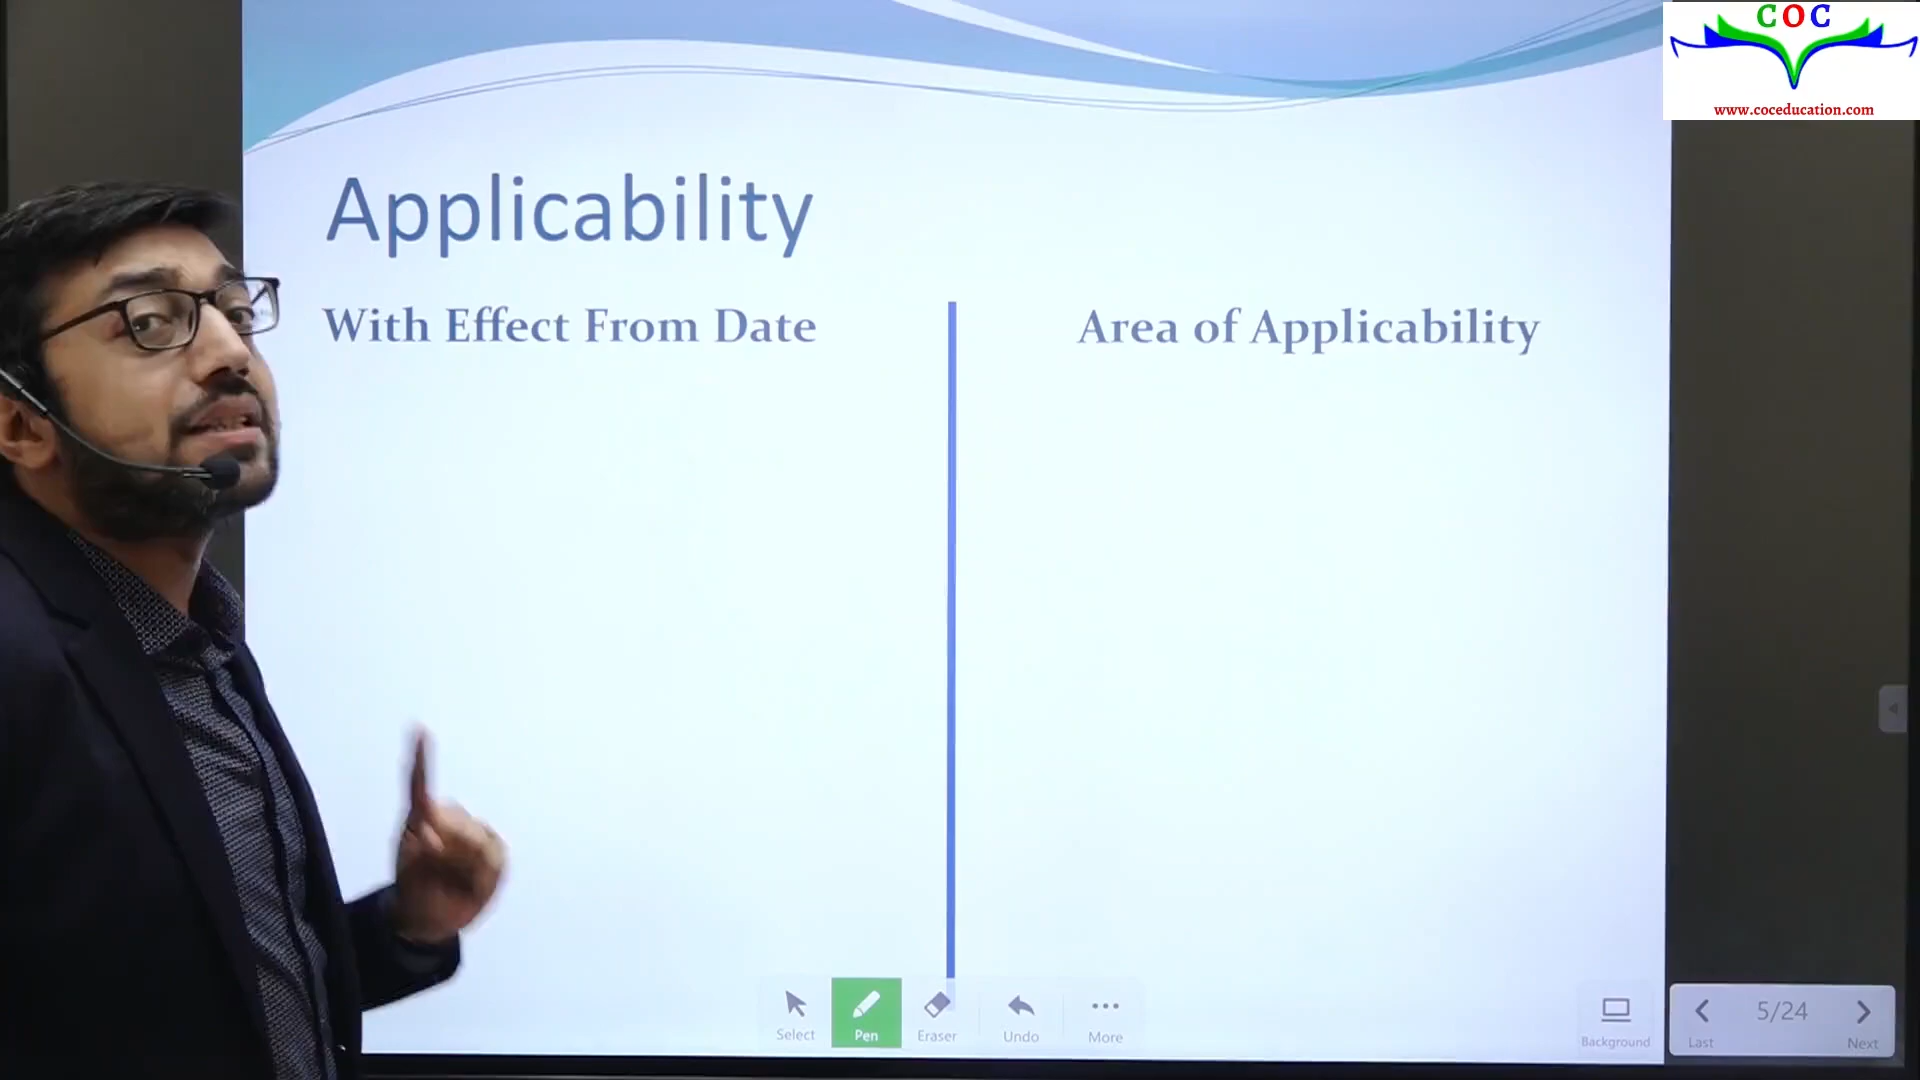 COC
www.coceducation.com
Applicability
With Effect From Date
Area of Applicability
Select
Pen
Eraser
Undo
More
Background
5/24
Last
Next